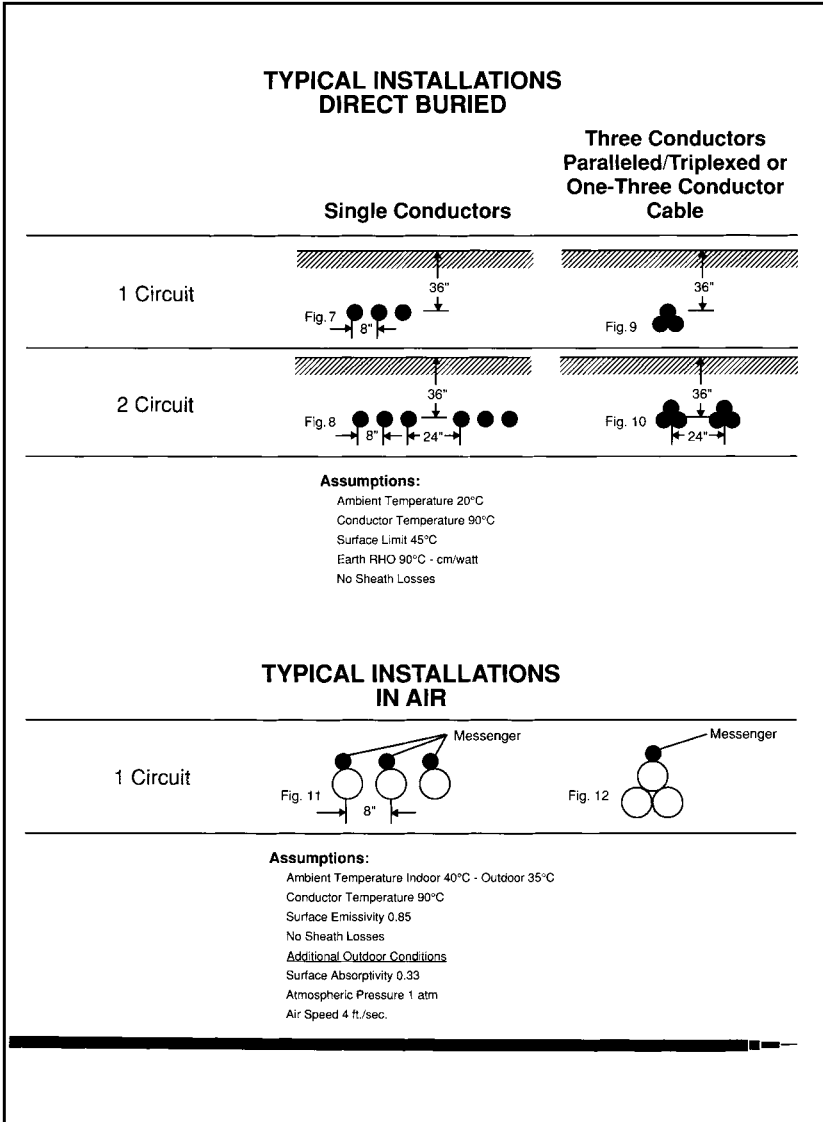 TYPICAL INSTALLATIONS
DIRECT BURIED
Three Conductors
Paralleled/Triplexed or
One-Three Conductor
Cable
Single Conductors
1 Circuit
36"
Fig. 7
8"
36"
Fig. 9
2 Circuit
36"
Fig. 8
8"
24"
36"
Fig. 10
24"
Assumptions:
Ambient Temperature 20°C
Conductor Temperature 90°C
Surface Limit 45°C
Earth RHO 90°C - cm/watt
No Sheath Losses
TYPICAL INSTALLATIONS
IN AIR
1 Circuit
Messenger
Fig. 11
8"
Messenger
Fig. 12
Assumptions:
Ambient Temperature Indoor 40°C - Outdoor 35°C
Conductor Temperature 90°C
Surface Emissivity 0.85
No Sheath Losses
Additional Outdoor Conditions
Surface Absorptivity 0.33
Atmospheric Pressure 1 atm
Air Speed 4 ft./sec.